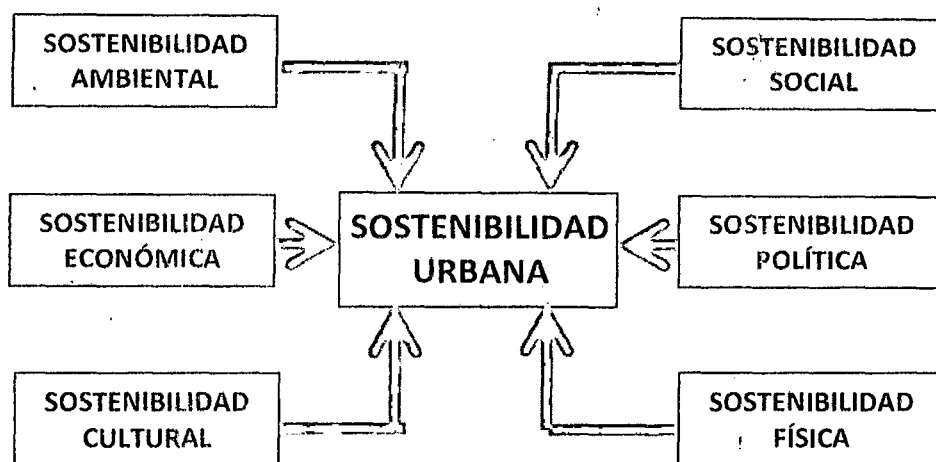 SOSTENIBILIDAD
AMBIENTAL
SOSTENIBILIDAD
SOCIAL
SOSTENIBILIDAD
ECONÓMICA
SOSTENIBILIDAD
URBANA
SOSTENIBILIDAD
POLÍTICA
SOSTENIBILIDAD
CULTURAL
SOSTENIBILIDAD
FÍSICA